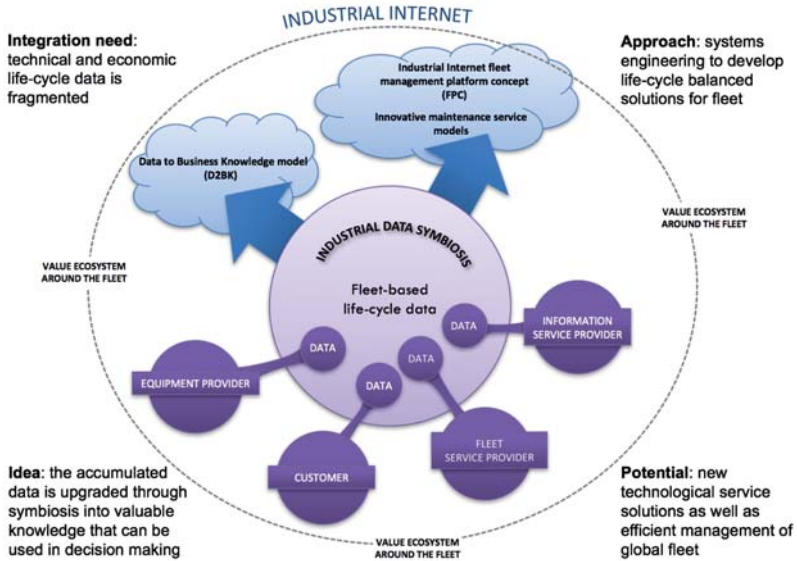 INDUSTRIAL INTERNET
Integration need:
technical and economic
life-cycle data is
fragmented
Approach: systems
engineering to develop
life-cycle balanced
solutions for fleet
Industrial Internet fleet
management platform concept
(FPC)
Innovative maintenance service
models
Data to Business Knowledge model
(D2BK)
VALUE ECOSYSTEM
AROUND THE FLEET
VALUE ECOSYSTEM
AROUND THE FLEET
INDUSTRIAL DATA SYMBIOSIS
Fleet-based
life-cycle data
DATA
INFORMATION
SERVICE PROVIDER
DATA
DATA
DATA
EQUIPMENT PROVIDER
FLEET
SERVICE PROVIDER
CUSTOMER
Idea: the accumulated
data is upgraded through
symbiosis into valuable
knowledge that can be
used in decision making
Potential: new
technological service
solutions as well as
efficient management of
global fleet
VALUE ECOSYSTEM
AROUND THE FLEET